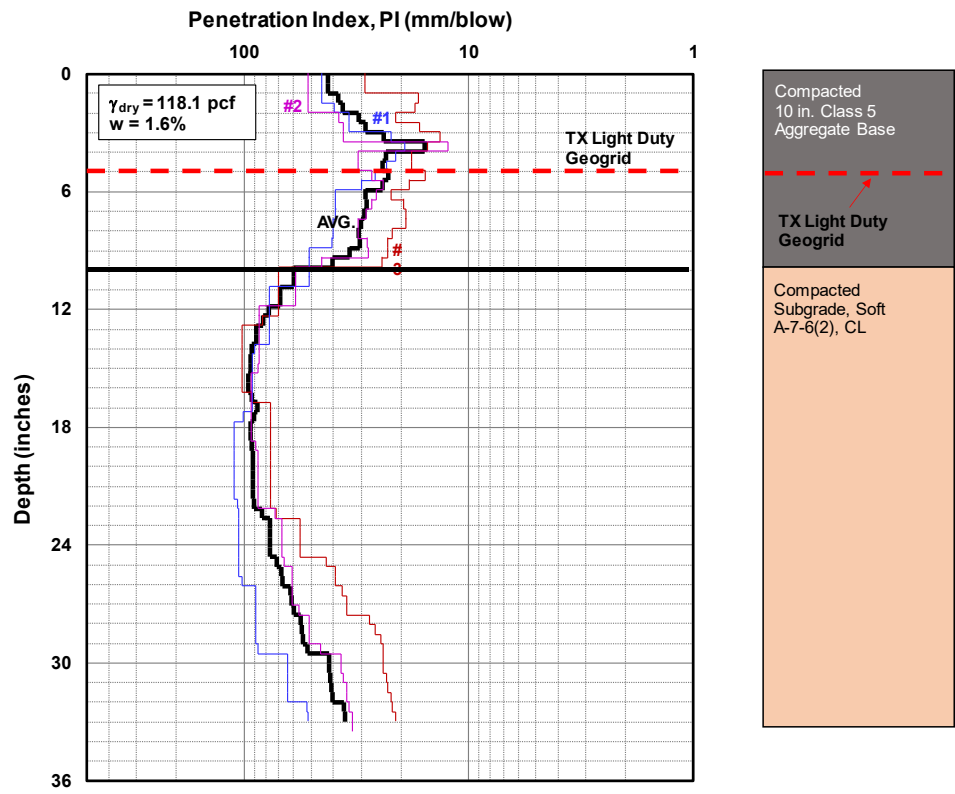 Penetration Index, PI (mm/blow)
100
10
1
0
6
12
18
24
30
36
Depth (inches)
γdry = 118.1 pcf
w = 1.6%
#2
#1
TX Light Duty
Geogrid
AVG.
#
3
Compacted
10 in. Class 5
Aggregate Base
TX Light Duty
Geogrid
Compacted
Subgrade, Soft
A-7-6(2), CL